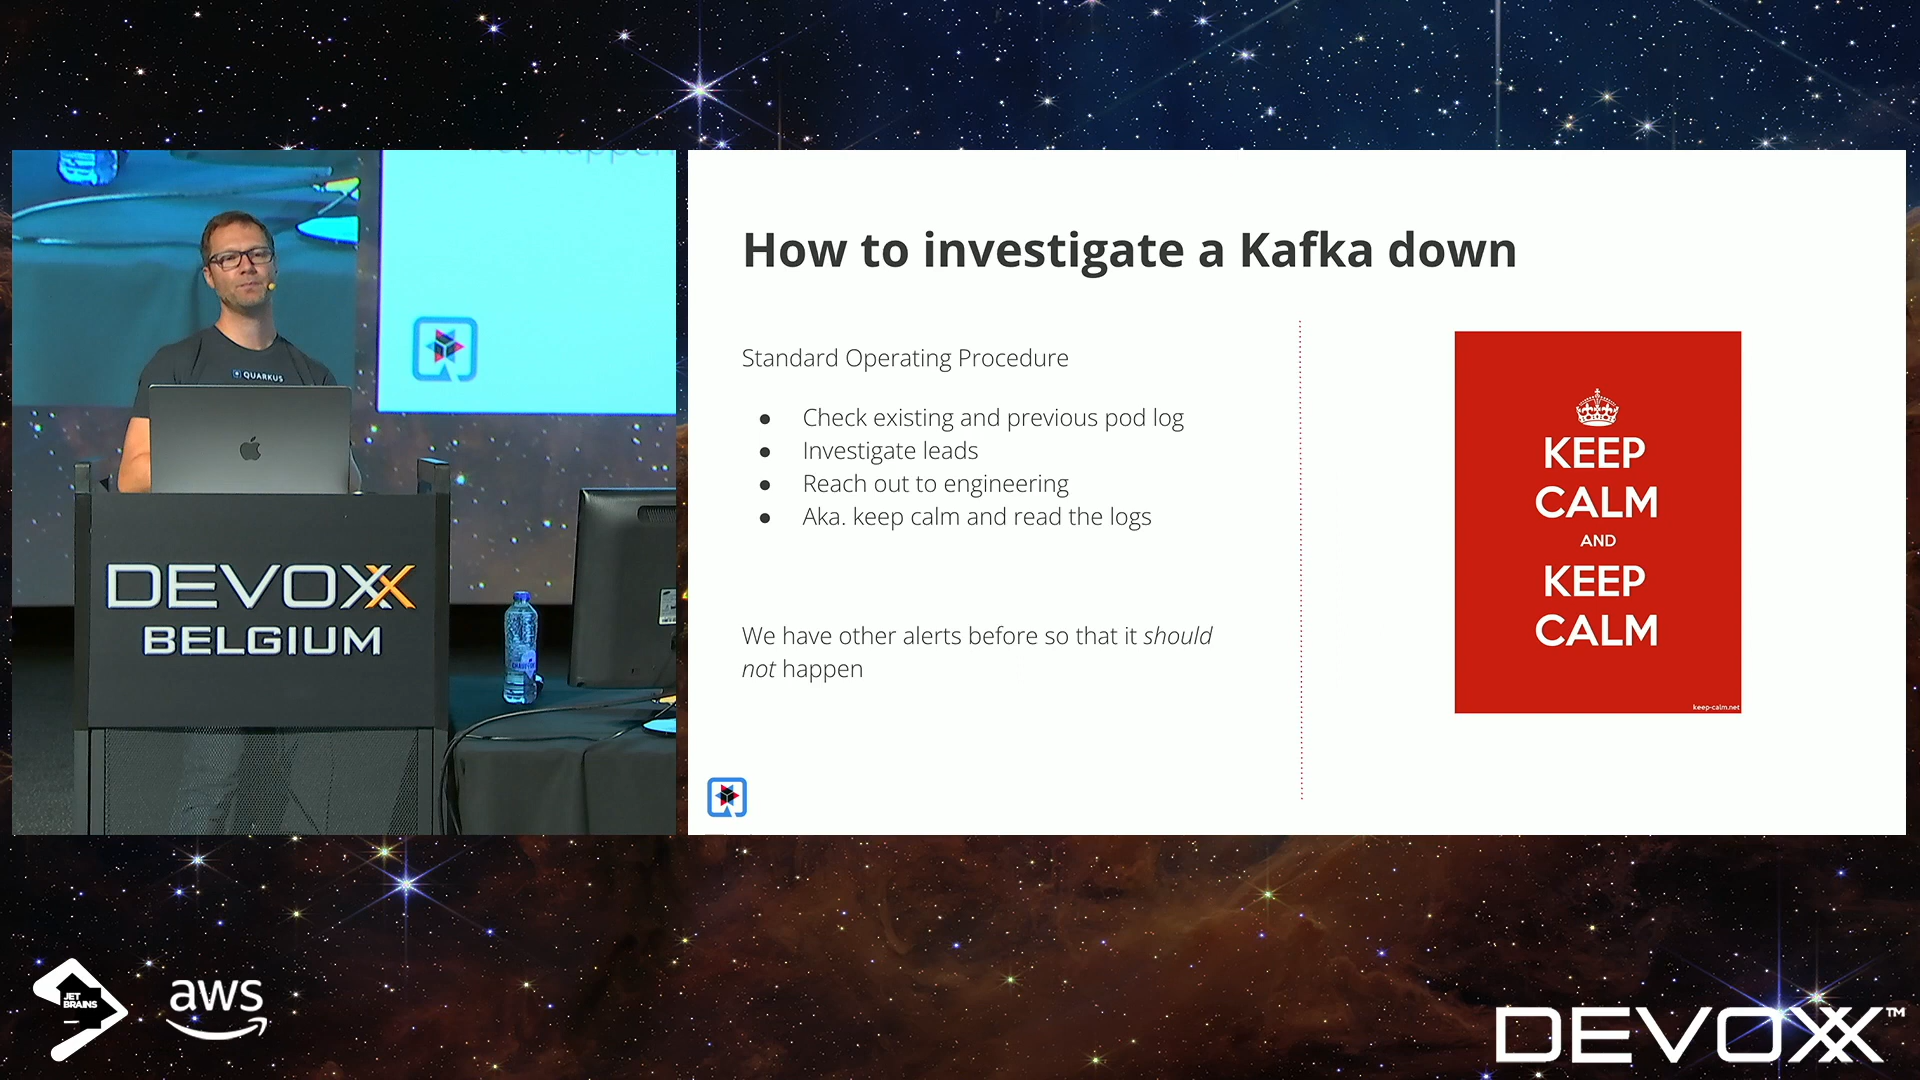 not happen
QUARKUS
DEVOXX
BELGIUM
How to investigate a Kafka down
Standard Operating Procedure
● Check existing and previous pod log
● Investigate leads
● Reach out to engineering
● Aka. keep calm and read the logs
We have other alerts before so that it should
not happen
KEEP
CALM
AND
KEEP
CALM
keep-calm.net
JET
BRAINS
aws
DEVOXX™